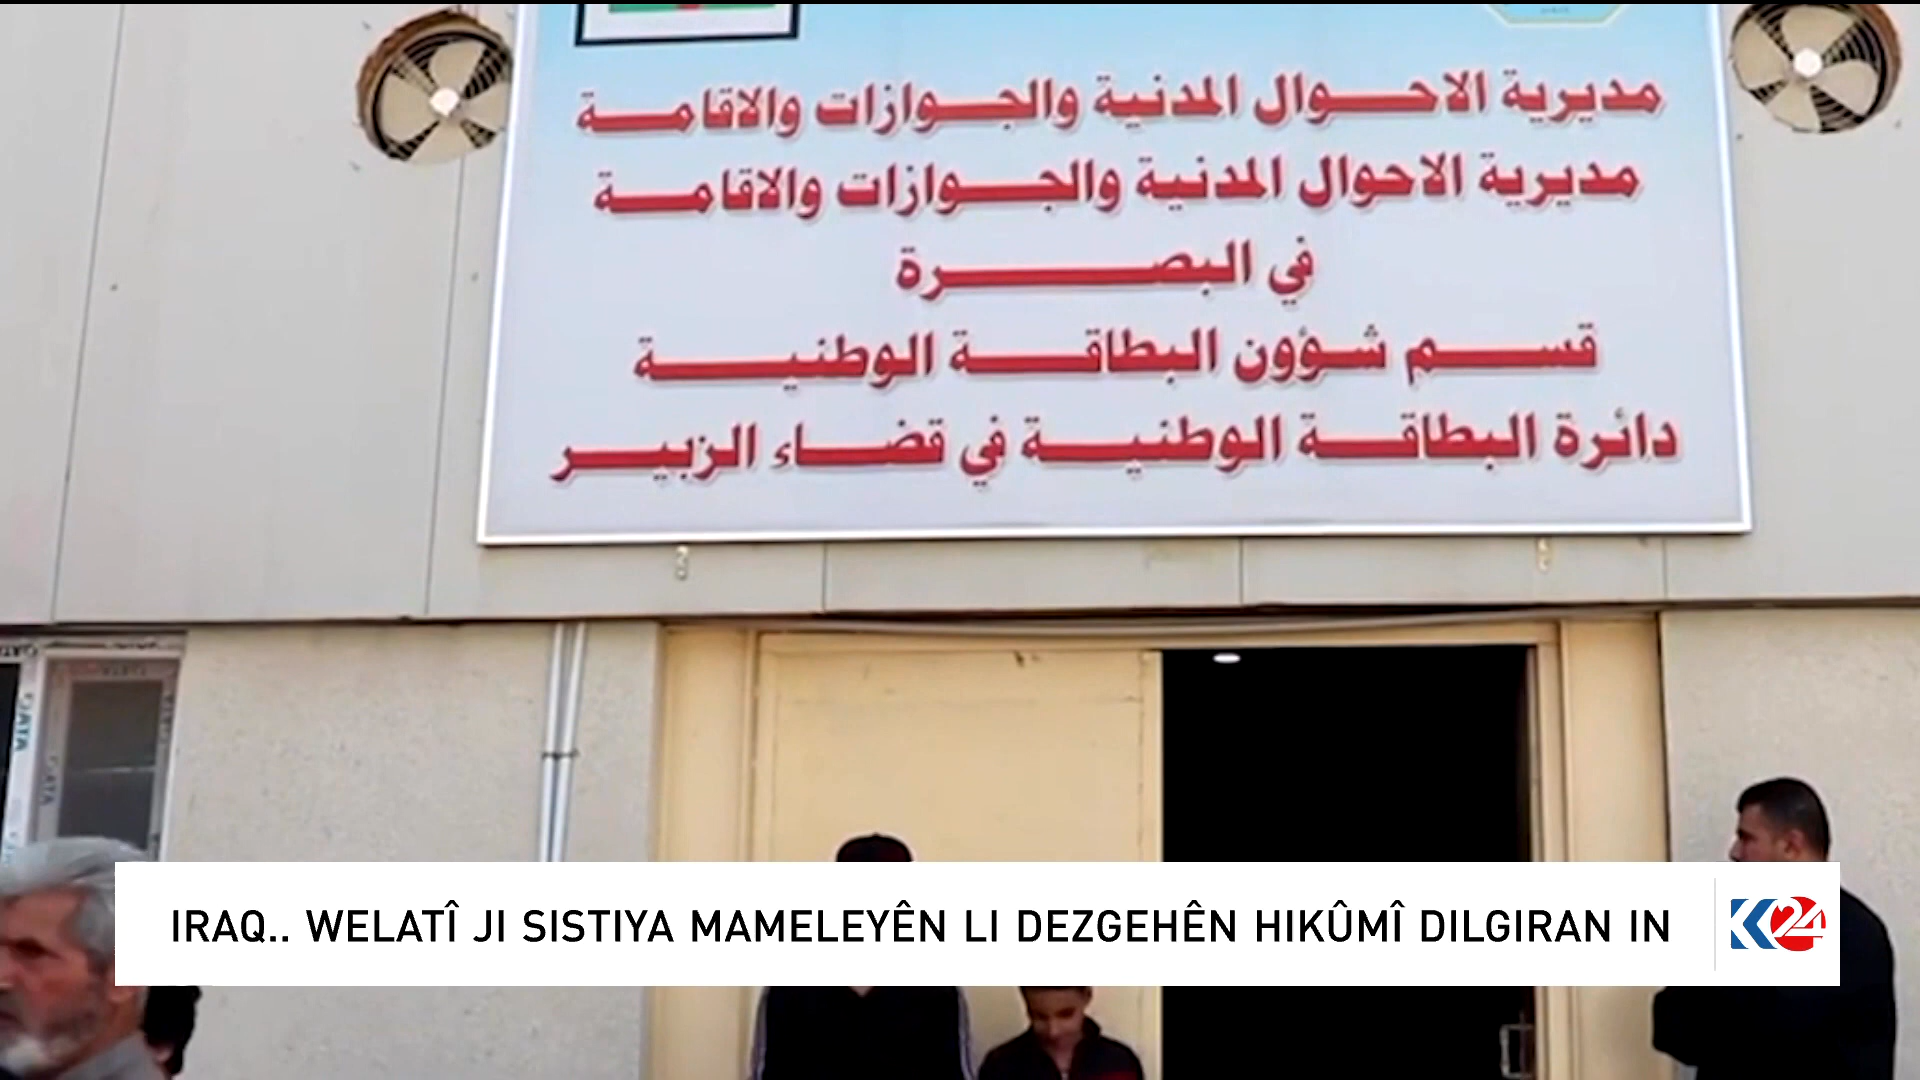 مديرية الاحوال المدنية والجوازات والاقامة
مديرية الاحوال المدنية والجوازات والاقامة
في البصرة
قسم شؤون البطاقة الوطنية
دائرة البطاقة الوطنية في قضاء الزبير
IRAQ.. WELATÎ JI SISTIYA MAMELEYÊN LI DEZGEHÊN HIKÛMÎ DILGIRAN IN
K24